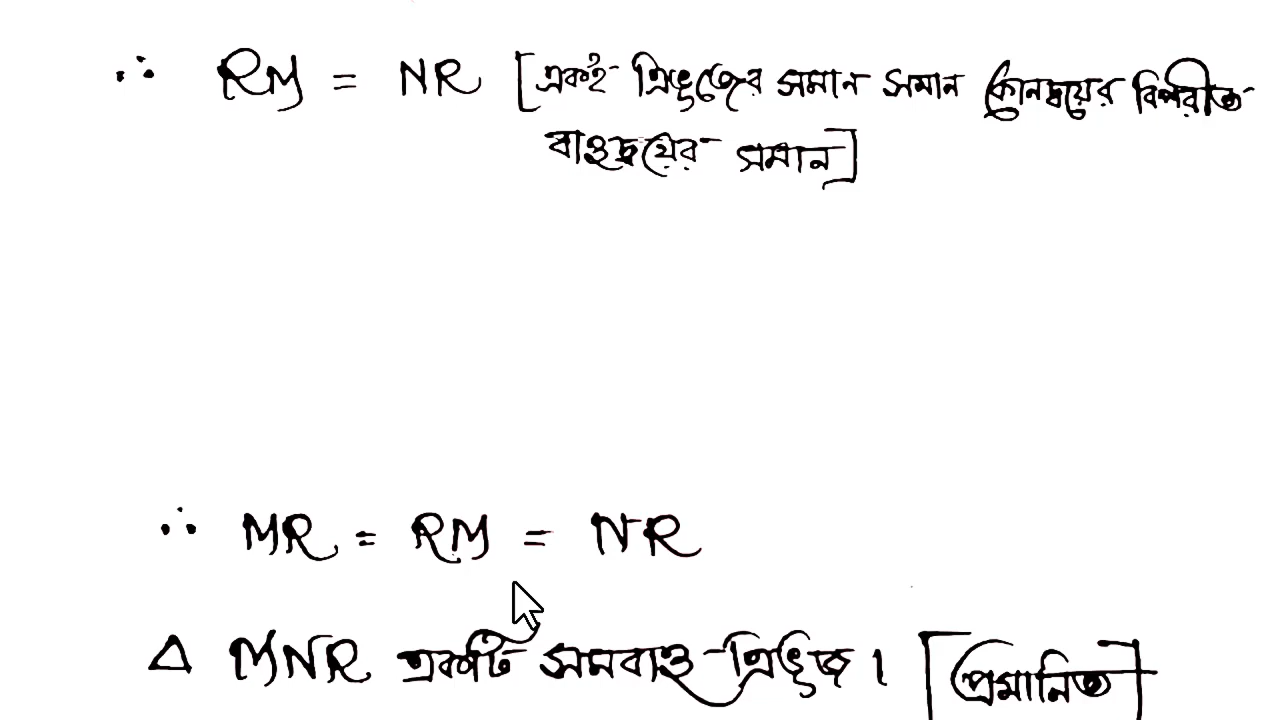 ∴ RM = NR [একই ত্রিভুজের সমান সমান কোনদ্বয়ের বিপরীত
বাহুদ্বয়ের সমান]
∴ MR = RM = NR
Δ MNR একটি সমবাহু ত্রিভুজ। [প্রমানিত]